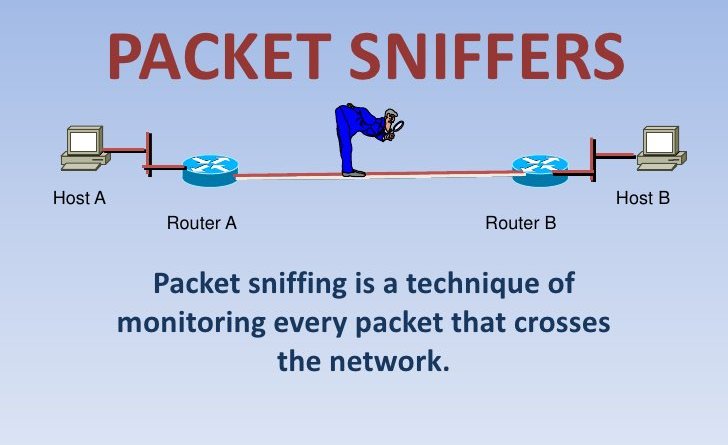 PACKET SNIFFERS
Host A
Host B
Router A
Router B
Packet sniffing is a technique of
monitoring every packet that crosses
the network.